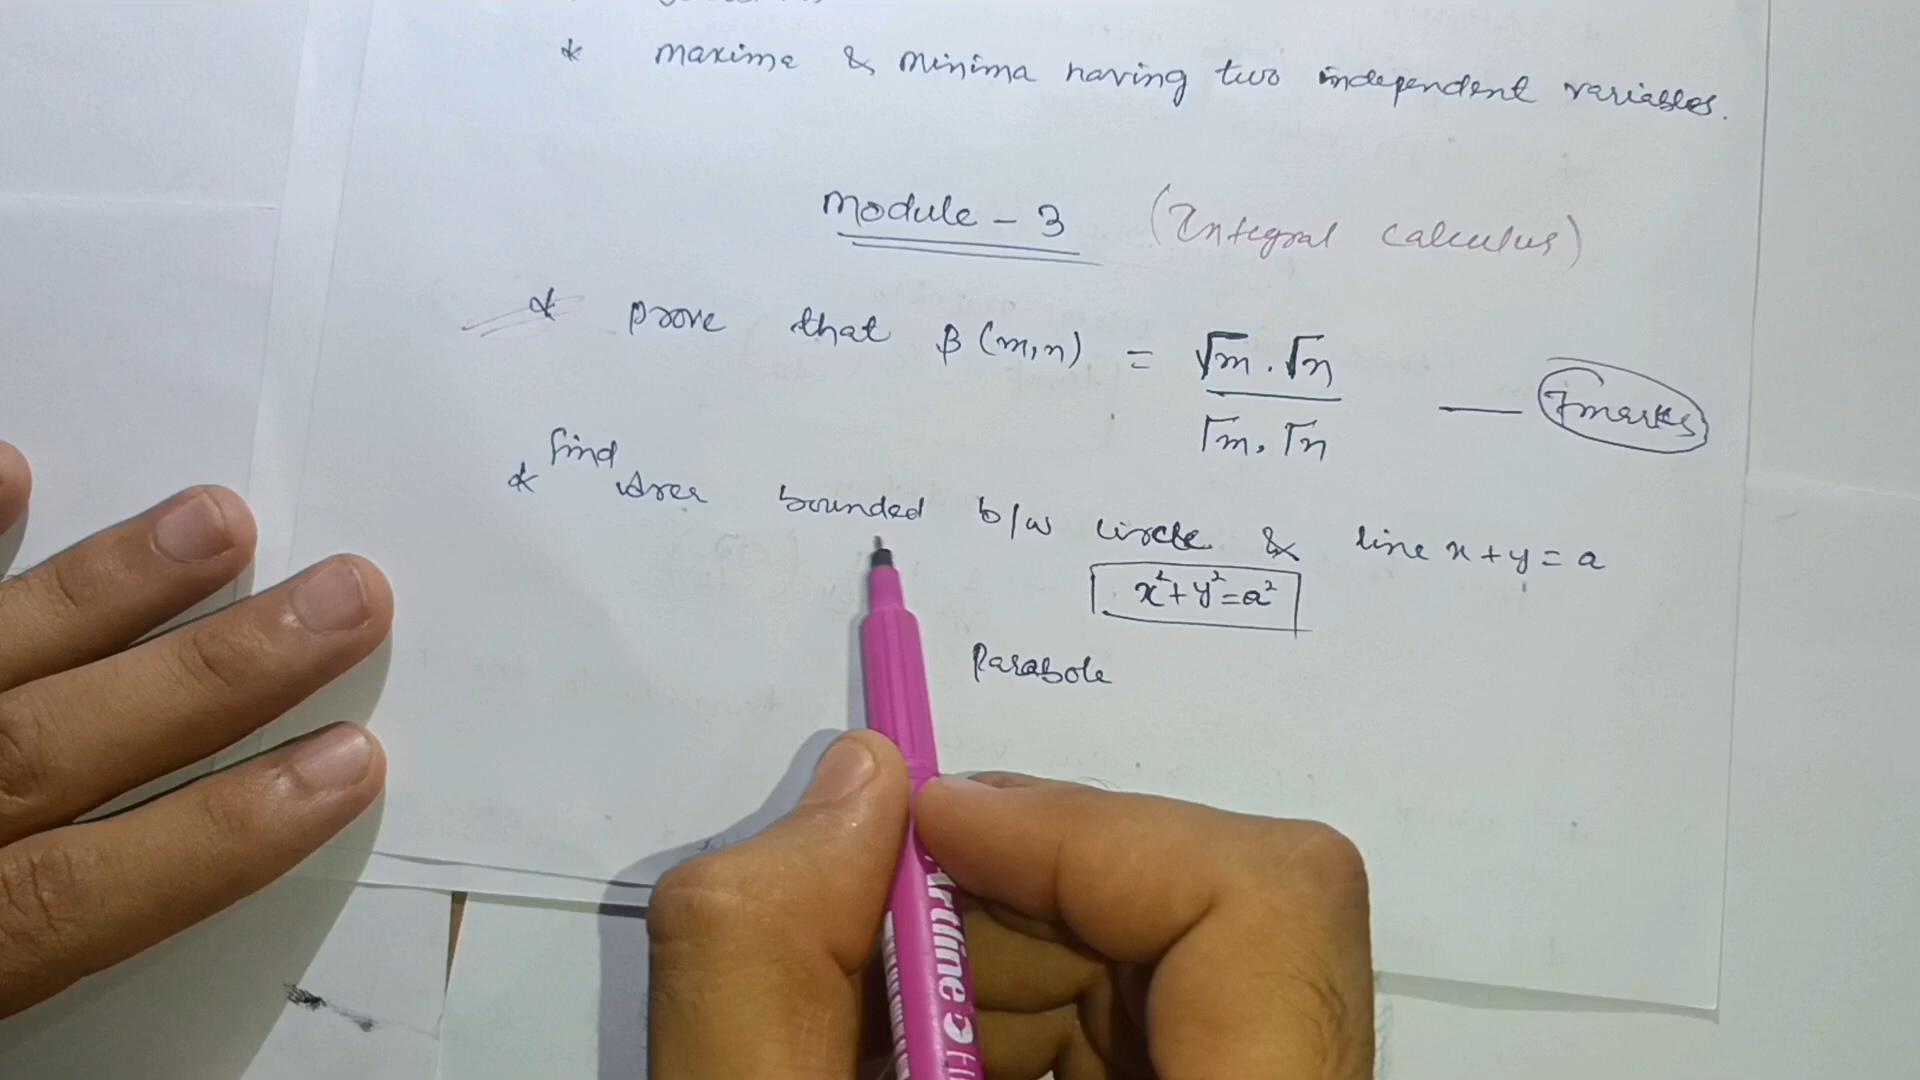 * maxima & minima having two independent variables.
Module - 3 (Integral calculus)
* prove that β(m,n) = √m . √n / Γm . Γn — 7marks
* find Area bounded b/w circle & line x+y=a
x²+y²=a²
Parabola
Artline